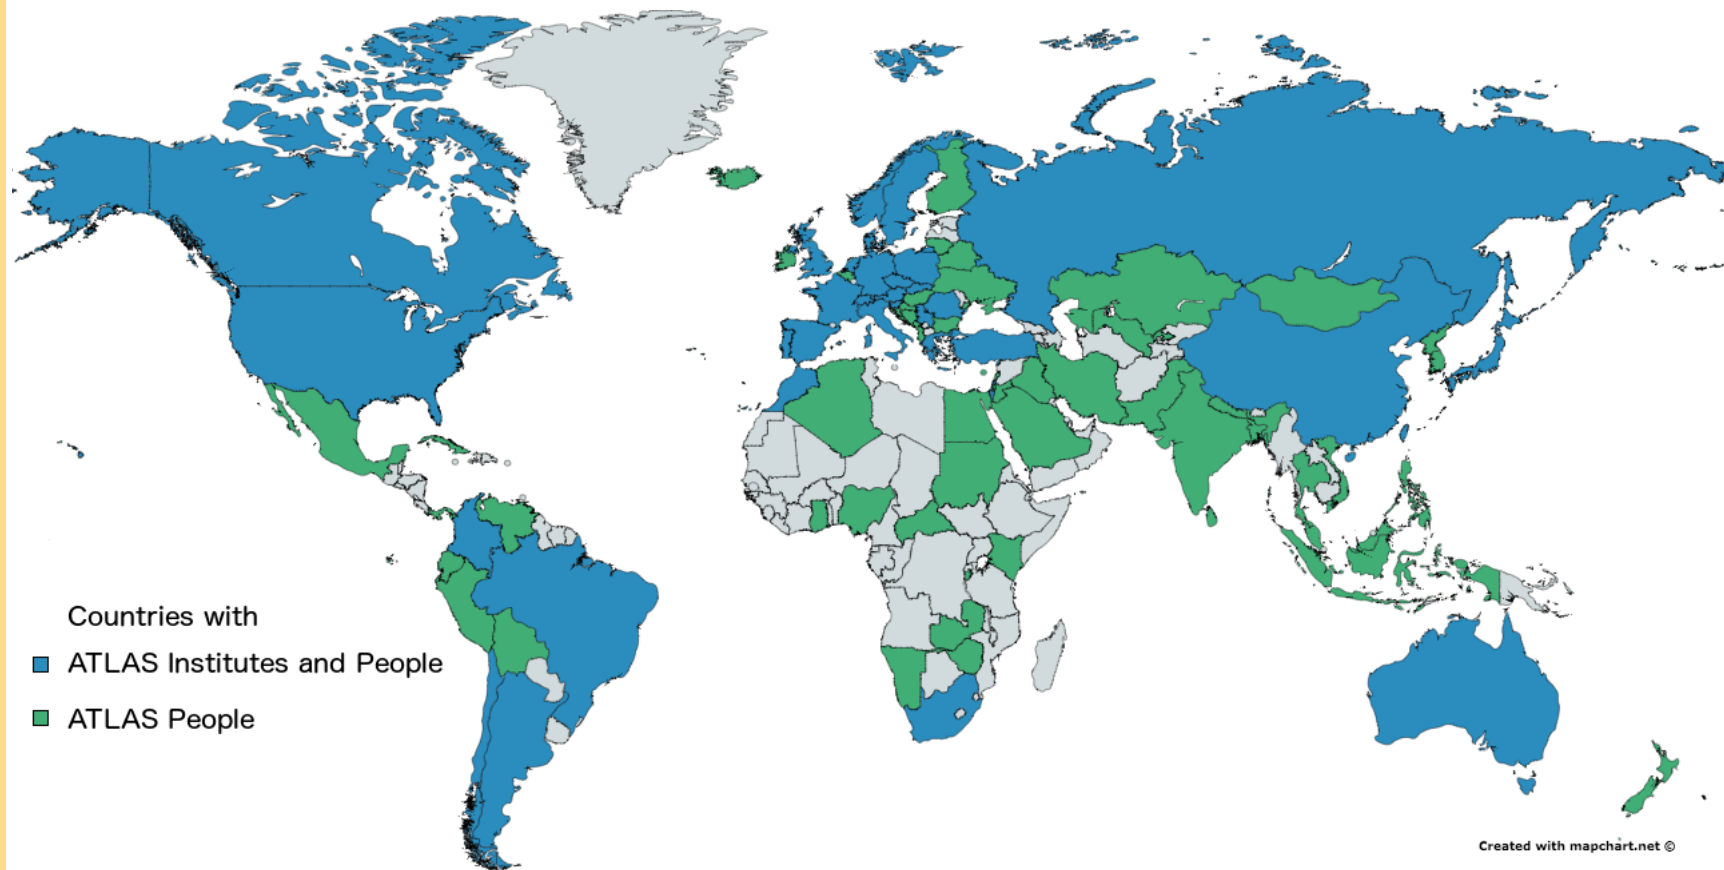 Countries with
ATLAS Institutes and People
ATLAS People
Created with mapchart.net ©